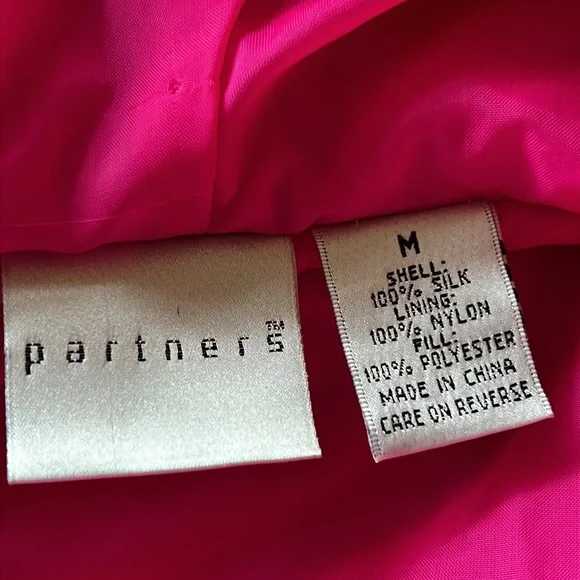 partners™
M
SHELL:
100% SILK
LINING:
100% NYLON
FILL:
100% POLYESTER
MADE IN CHINA
CARE ON REVERSE